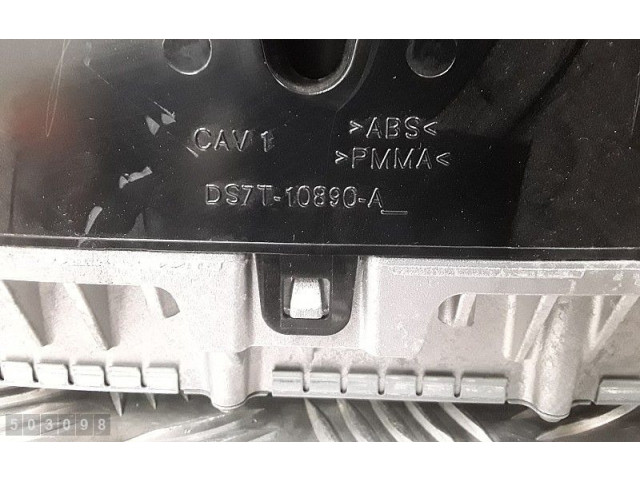 CAV 1 >ABS<
>PMMA<
DS7T-10890-A_
503098